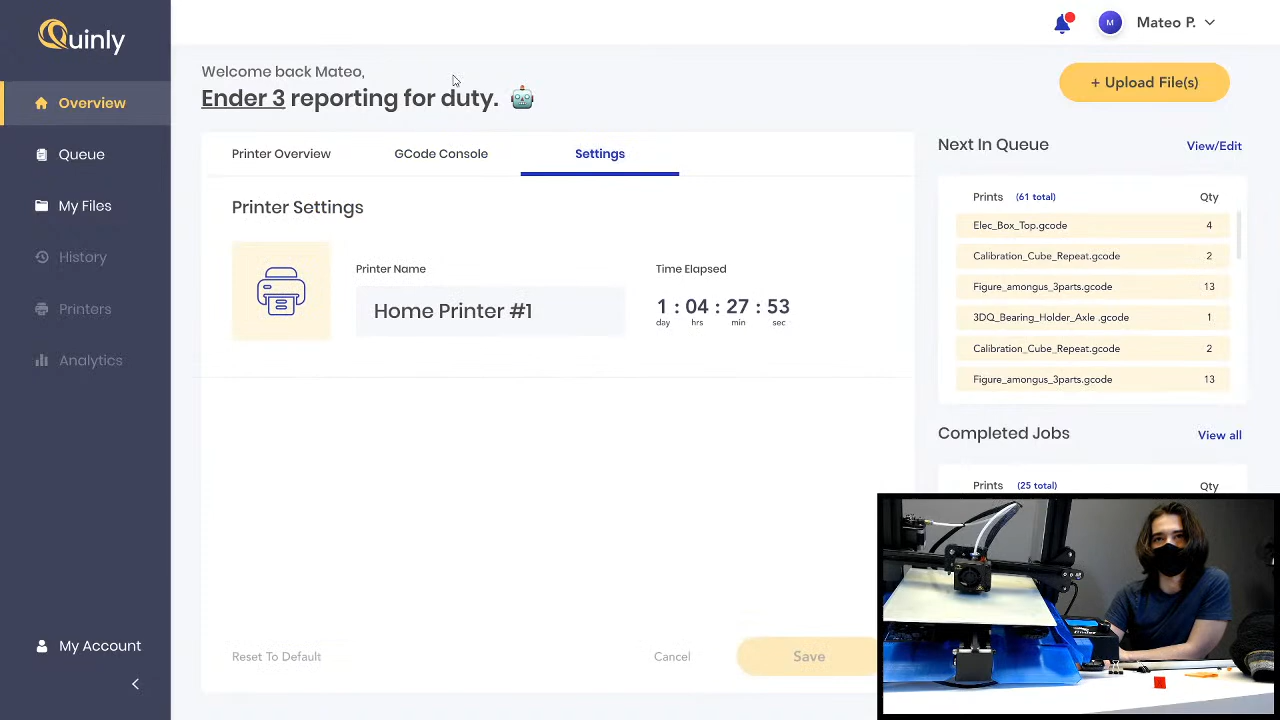 Quinly
Mateo P.
M
Overview
Queue
My Files
History
Printers
Analytics
My Account
Welcome back Mateo,
Ender 3 reporting for duty.
+ Upload File(s)
Printer Overview
GCode Console
Settings
Printer Settings
Printer Name
Home Printer #1
Time Elapsed
1 : 04 : 27 : 53
day hrs min sec
Reset To Default
Cancel
Save
Next In Queue
View/Edit
Prints (61 total) Qty
Elec_Box_Top.gcode 4
Calibration_Cube_Repeat.gcode 2
Figure_amongus_3parts.gcode 13
3DQ_Bearing_Holder_Axle .gcode 1
Calibration_Cube_Repeat.gcode 2
Figure_amongus_3parts.gcode 13
Completed Jobs
View all
Prints (25 total) Qty